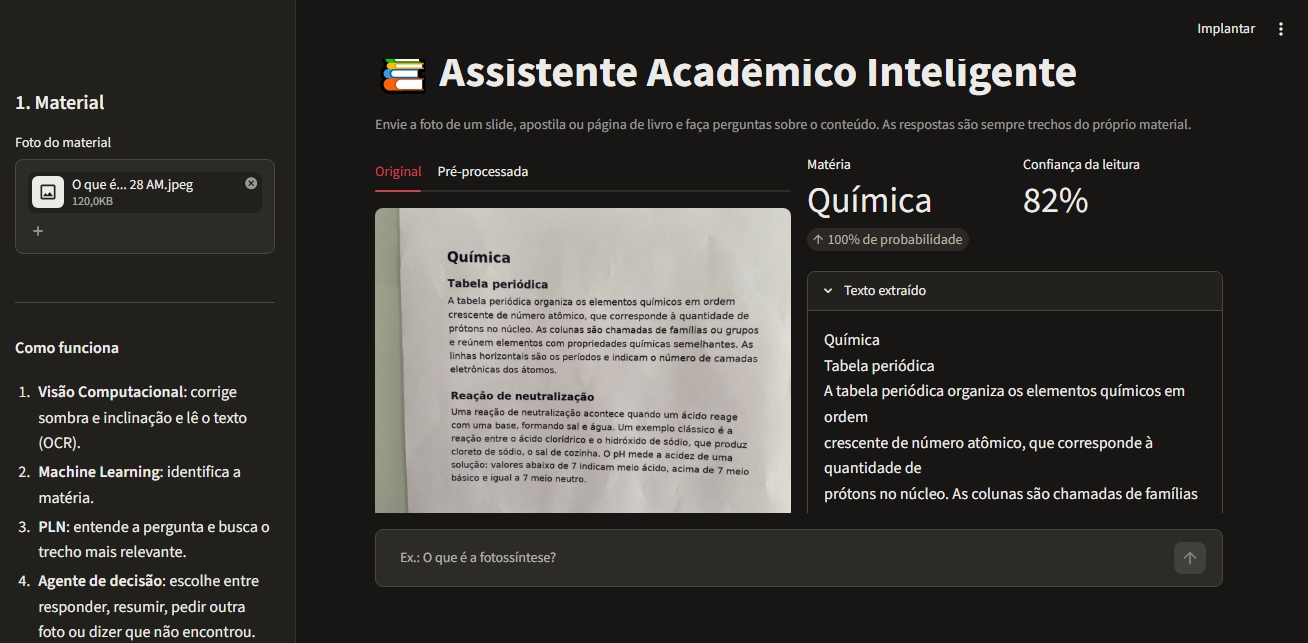 Implantar
1. Material
Foto do material
O que é... 28 AM.jpeg
120,0KB
Como funciona
1. Visão Computacional: corrige
sombra e inclinação e lê o texto
(OCR).
2. Machine Learning: identifica a
matéria.
3. PLN: entende a pergunta e busca o
trecho mais relevante.
4. Agente de decisão: escolhe entre
responder, resumir, pedir outra
foto ou dizer que não encontrou.
Assistente Acadêmico Inteligente
Envie a foto de um slide, apostila ou página de livro e faça perguntas sobre o conteúdo. As respostas são sempre trechos do próprio material.
Original Pré-processada
Química
Tabela periódica
A tabela periódica organiza os elementos químicos em ordem
crescente de número atômico, que corresponde à quantidade de
prótons no núcleo. As colunas são chamadas de famílias ou grupos
e reúnem elementos com propriedades químicas semelhantes. As
linhas horizontais são os períodos e indicam o número de camadas
eletrônicas dos átomos.
Reação de neutralização
Uma reação de neutralização acontece quando um ácido reage
com uma base, formando sal e água. Um exemplo clássico é a
reação entre o ácido clorídrico e o hidróxido de sódio, que produz
cloreto de sódio, o sal de cozinha. O pH mede a acidez de uma
solução: valores abaixo de 7 indicam meio ácido, acima de 7 meio
básico e igual a 7 meio neutro.
Matéria
Química
↑ 100% de probabilidade
Confiança da leitura
82%
Texto extraído
Química
Tabela periódica
A tabela periódica organiza os elementos químicos em
ordem
crescente de número atômico, que corresponde à
quantidade de
prótons no núcleo. As colunas são chamadas de famílias
Ex.: O que é a fotossíntese?